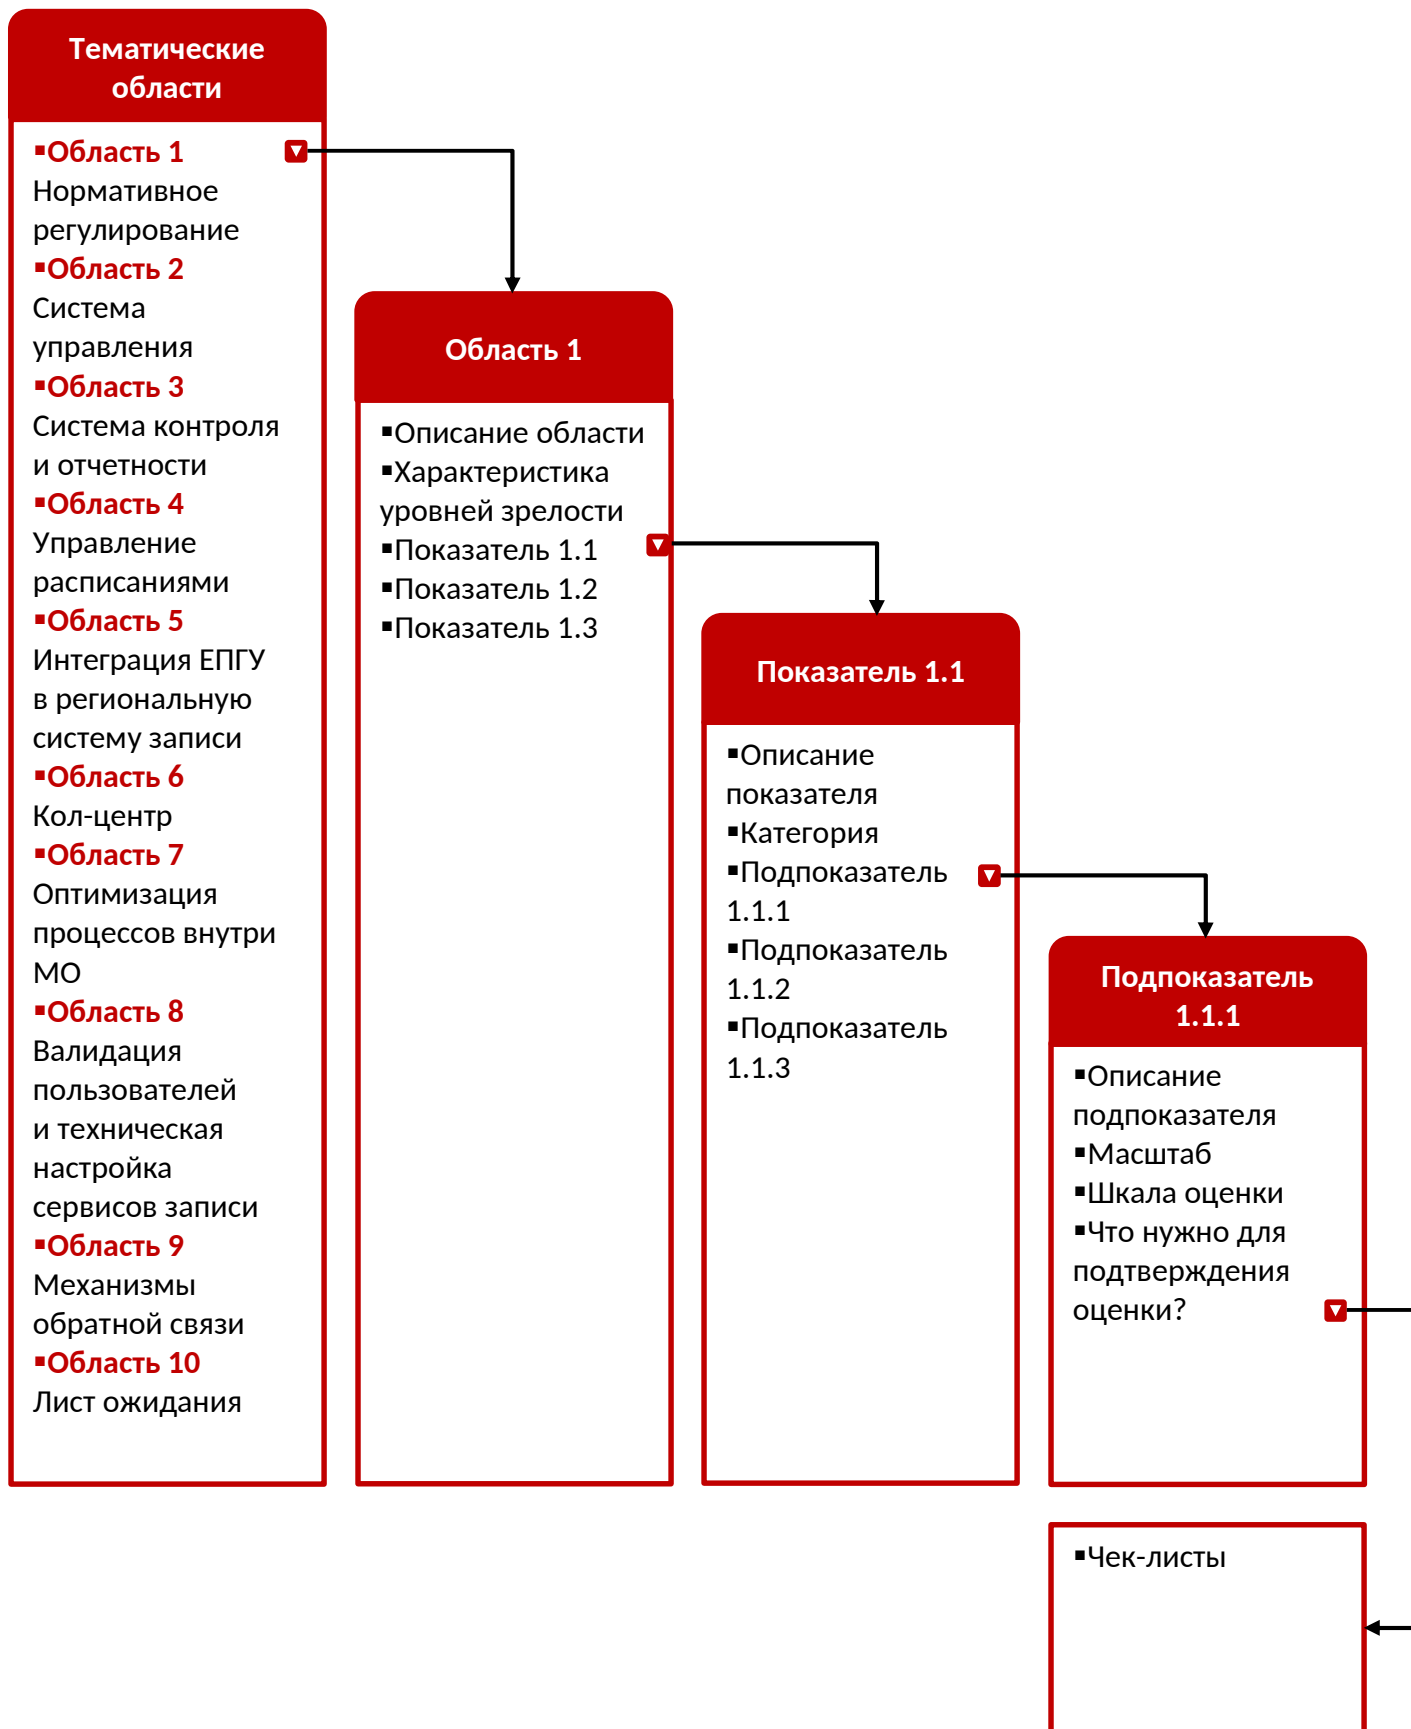 Тематические
области
▪Область 1
Нормативное
регулирование
▪Область 2
Система
управления
▪Область 3
Система контроля
и отчетности
▪Область 4
Управление
расписаниями
▪Область 5
Интеграция ЕПГУ
в региональную
систему записи
▪Область 6
Кол-центр
▪Область 7
Оптимизация
процессов внутри
МО
▪Область 8
Валидация
пользователей
и техническая
настройка
сервисов записи
▪Область 9
Механизмы
обратной связи
▪Область 10
Лист ожидания
Область 1
▪Описание области
▪Характеристика
уровней зрелости
▪Показатель 1.1
▪Показатель 1.2
▪Показатель 1.3
Показатель 1.1
▪Описание
показателя
▪Категория
▪Подпоказатель
1.1.1
▪Подпоказатель
1.1.2
▪Подпоказатель
1.1.3
Подпоказатель
1.1.1
▪Описание
подпоказателя
▪Масштаб
▪Шкала оценки
▪Что нужно для
подтверждения
оценки?
▪Чек-листы